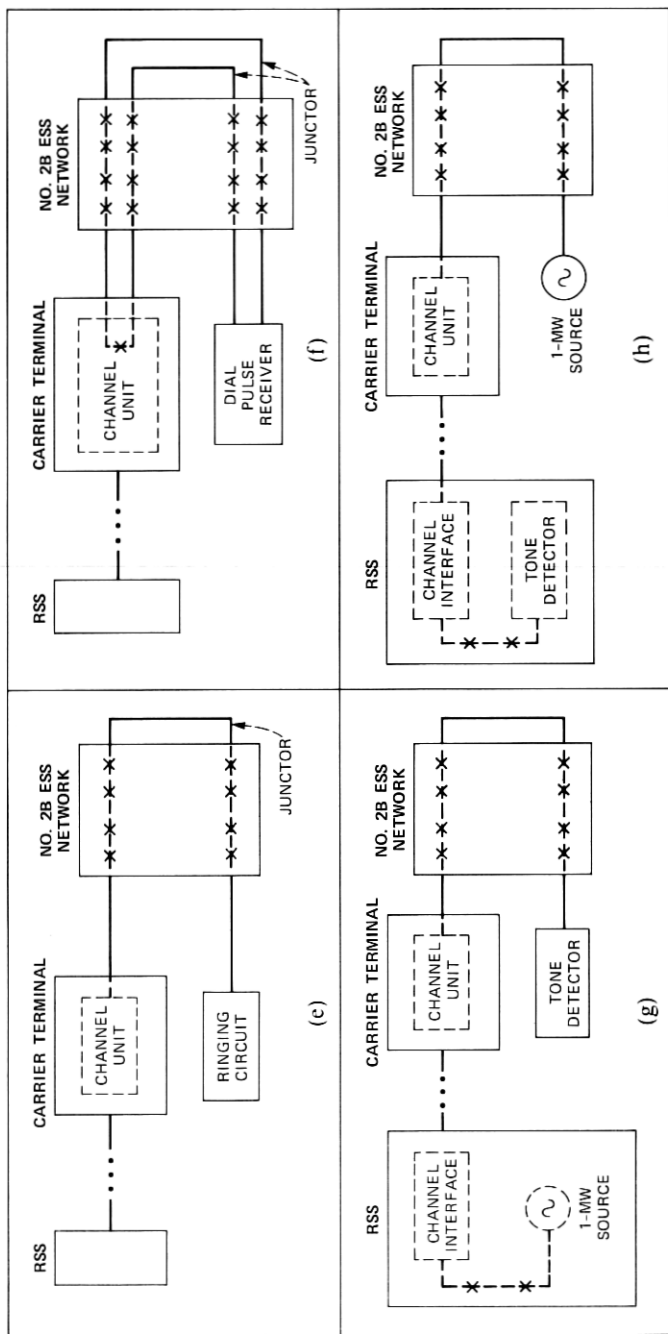 NO. 2B ESS
NETWORK
CARRIER TERMINAL
RSS
CHANNEL
UNIT
RINGING
CIRCUIT
JUNCTOR
(e)
NO. 2B ESS
NETWORK
CARRIER TERMINAL
RSS
CHANNEL
UNIT
DIAL
PULSE
RECEIVER
JUNCTOR
(f)
NO. 2B ESS
NETWORK
CARRIER TERMINAL
RSS
CHANNEL
INTERFACE
CHANNEL
UNIT
1-MW
SOURCE
TONE
DETECTOR
(g)
NO. 2B ESS
NETWORK
CARRIER TERMINAL
RSS
CHANNEL
INTERFACE
CHANNEL
UNIT
TONE
DETECTOR
1-MW
SOURCE
(h)